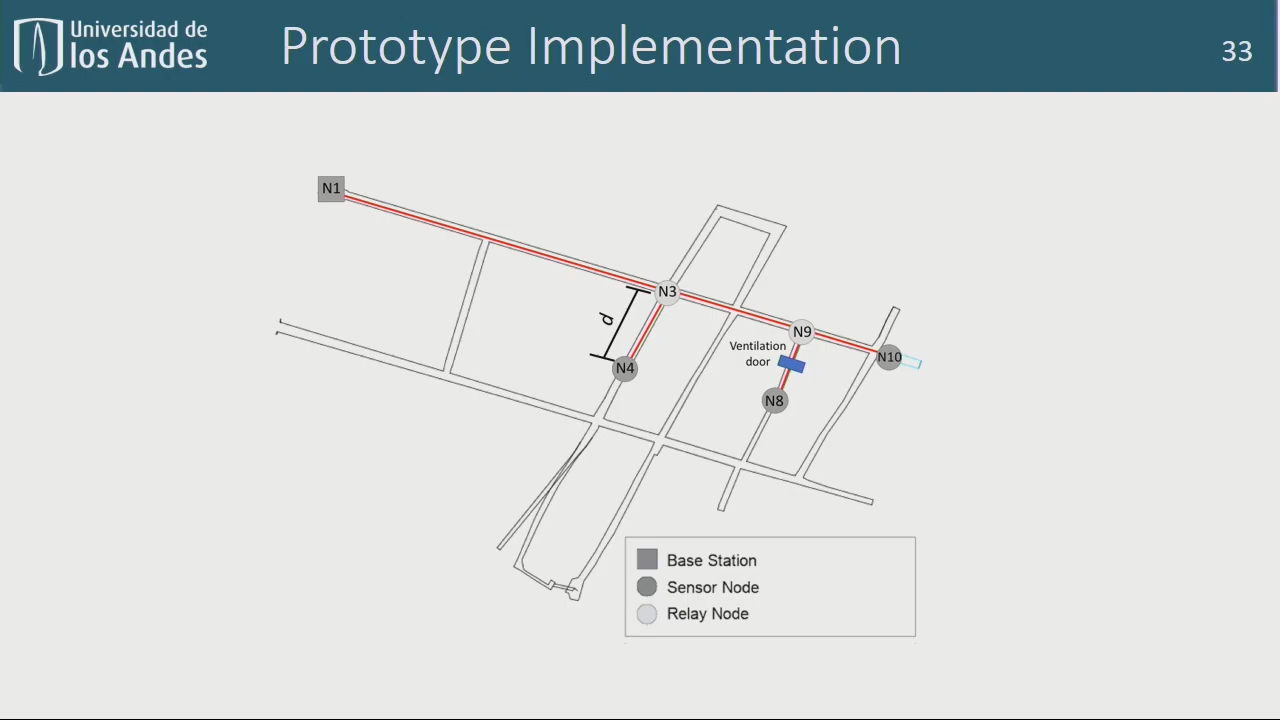 Universidad de
los Andes
Prototype Implementation
33
N1
N3
d
N4
N9
Ventilation
door
N10
N8
Base Station
Sensor Node
Relay Node